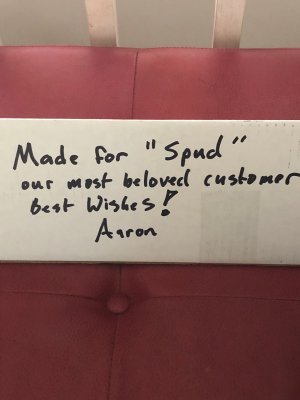 Made for "Spud"
our most beloved customer
best Wishes!
Aaron